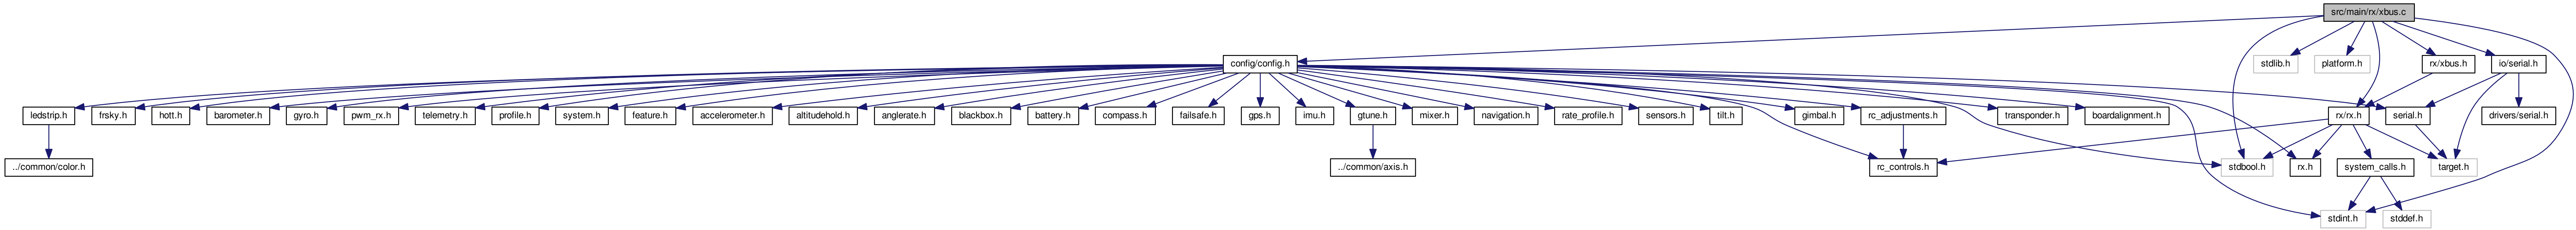 src/main/rx/xbus.c
config/config.h
stdlib.h
platform.h
rx/xbus.h
io/serial.h
ledstrip.h
frsky.h
hott.h
barometer.h
gyro.h
pwm_rx.h
telemetry.h
profile.h
system.h
feature.h
accelerometer.h
altitudehold.h
anglerate.h
blackbox.h
battery.h
compass.h
failsafe.h
gps.h
imu.h
gtune.h
mixer.h
navigation.h
rate_profile.h
sensors.h
tilt.h
gimbal.h
rc_adjustments.h
transponder.h
boardalignment.h
rx/rx.h
serial.h
drivers/serial.h
../common/color.h
../common/axis.h
rc_controls.h
stdbool.h
rx.h
system_calls.h
target.h
stdint.h
stddef.h